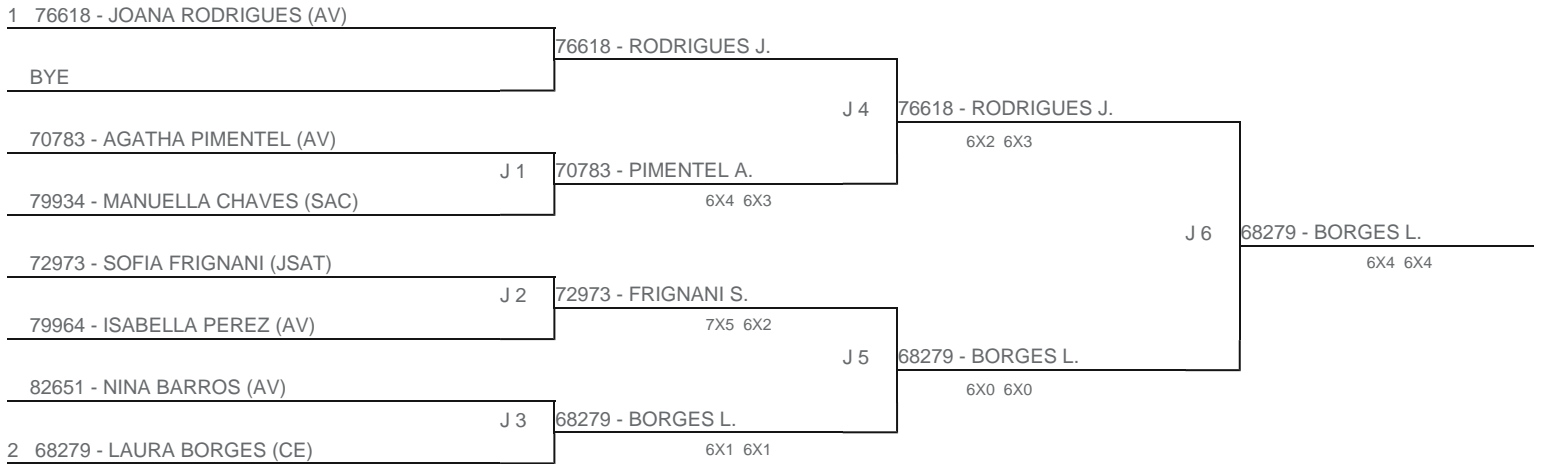 1 76618 - JOANA RODRIGUES (AV)
76618 - RODRIGUES J.
BYE
J 4 76618 - RODRIGUES J.
6X2 6X3
70783 - AGATHA PIMENTEL (AV)
J 1 70783 - PIMENTEL A.
6X4 6X3
79934 - MANUELLA CHAVES (SAC)
J 6 68279 - BORGES L.
6X4 6X4
72973 - SOFIA FRIGNANI (JSAT)
J 2 72973 - FRIGNANI S.
7X5 6X2
79964 - ISABELLA PEREZ (AV)
J 5 68279 - BORGES L.
6X0 6X0
82651 - NINA BARROS (AV)
J 3 68279 - BORGES L.
6X1 6X1
2 68279 - LAURA BORGES (CE)